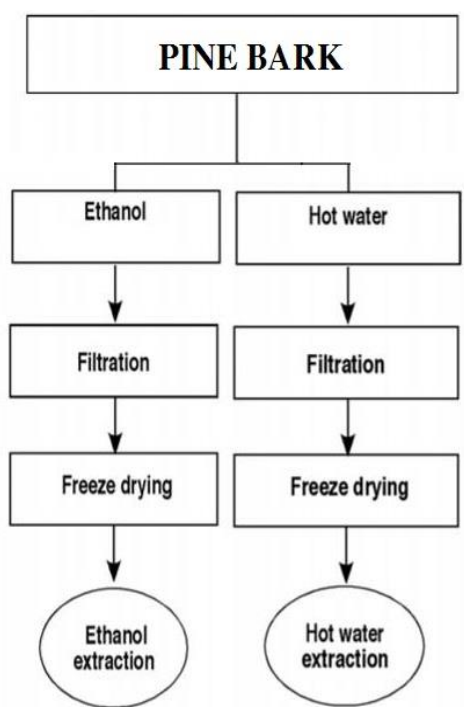 PINE BARK
Ethanol
Hot water
Filtration
Filtration
Freeze drying
Freeze drying
Ethanol
extraction
Hot water
extraction